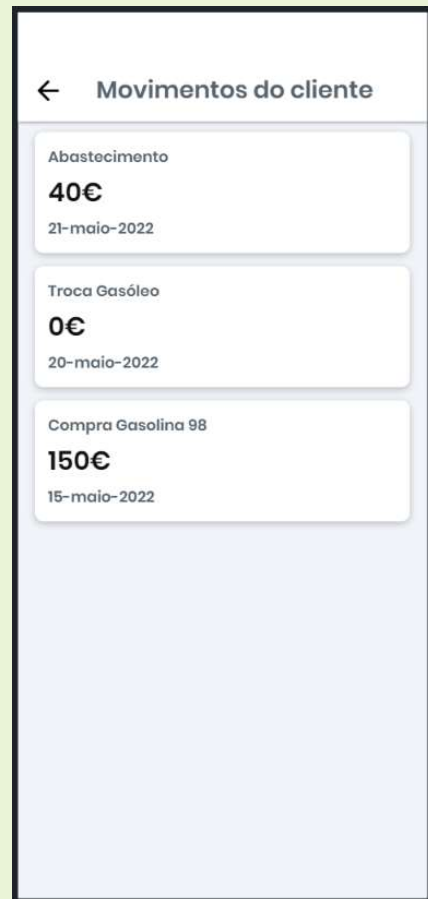 Movimentos do cliente
Abastecimento
40€
21-maio-2022
Troca Gasóleo
0€
20-maio-2022
Compra Gasolina 98
150€
15-maio-2022